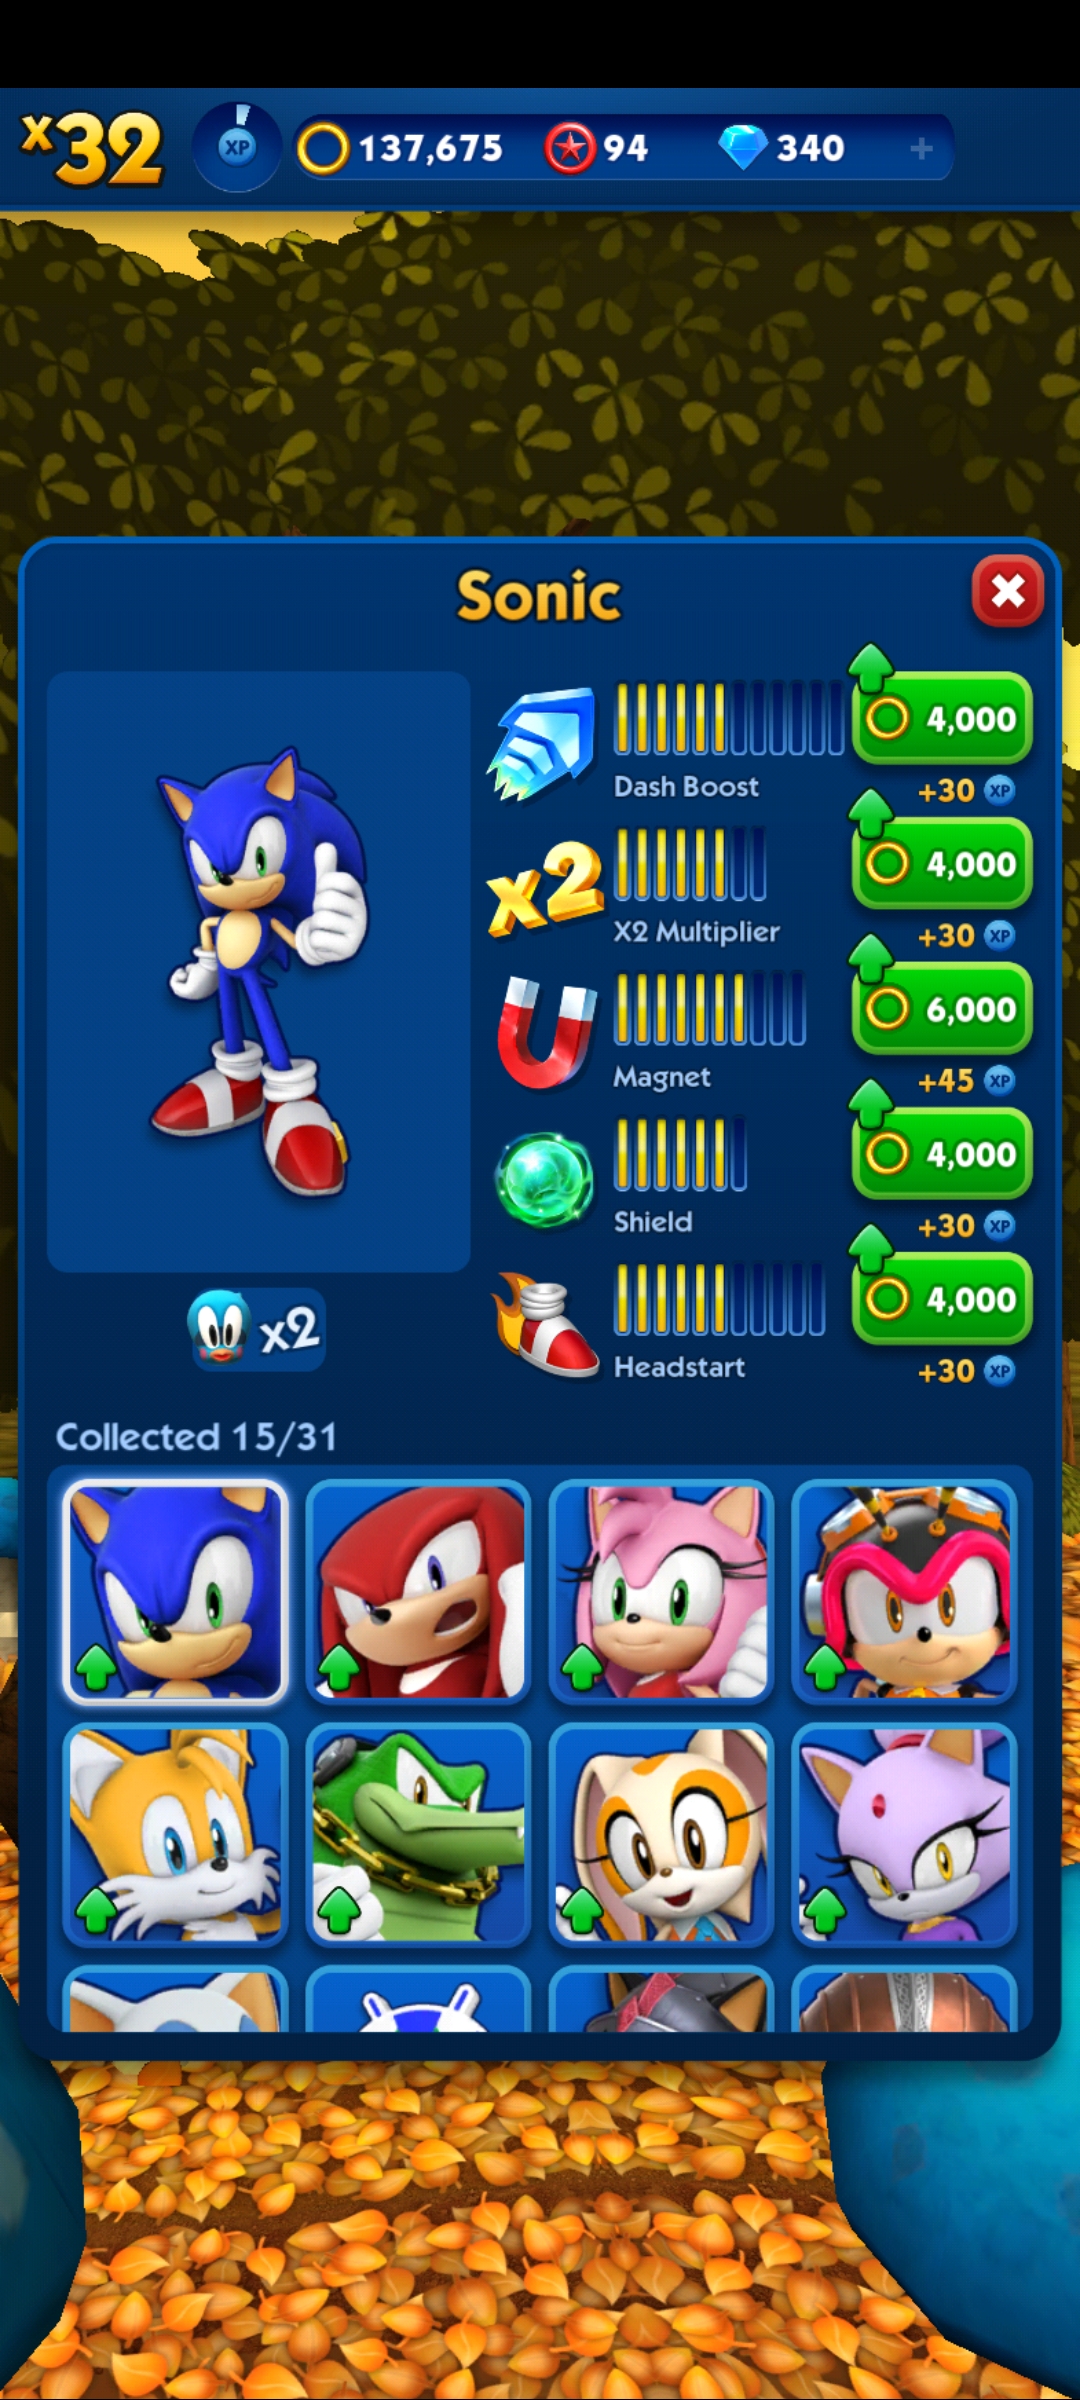 x32 XP 137,675 94 340 +
Sonic
4,000
Dash Boost +30 XP
x2 4,000
X2 Multiplier +30 XP
6,000
Magnet +45 XP
4,000
Shield +30 XP
x2 4,000
Headstart +30 XP
Collected 15/31